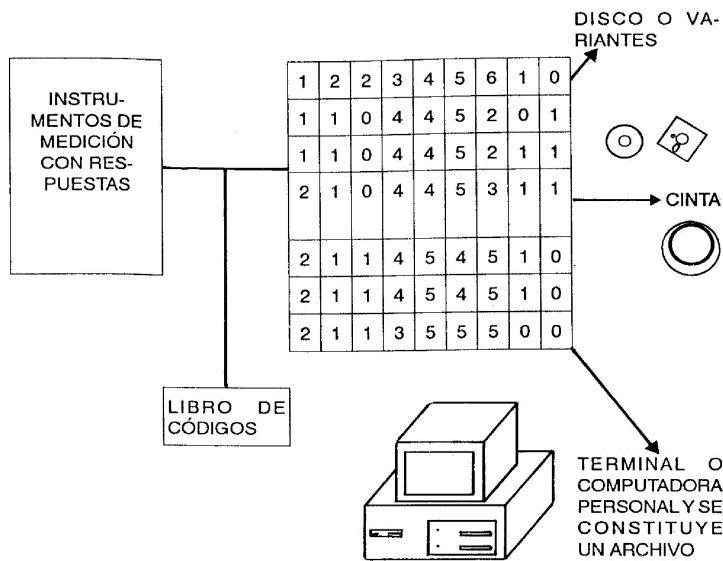 DISCO O VA-
RIANTES
INSTRU-
MENTOS DE
MEDICIÓN
CON RES-
PUESTAS
1 2 2 3 4 5 6 1 0
1 1 0 4 4 5 2 0 1
1 1 0 4 4 5 2 1 1
2 1 0 4 4 5 3 1 1
2 1 1 4 5 4 5 1 0
2 1 1 4 5 4 5 1 0
2 1 1 3 5 5 5 0 0
CINTA
LIBRO DE
CÓDIGOS
TERMINAL O
COMPUTADORA
PERSONAL Y SE
CONSTITUYE
UN ARCHIVO